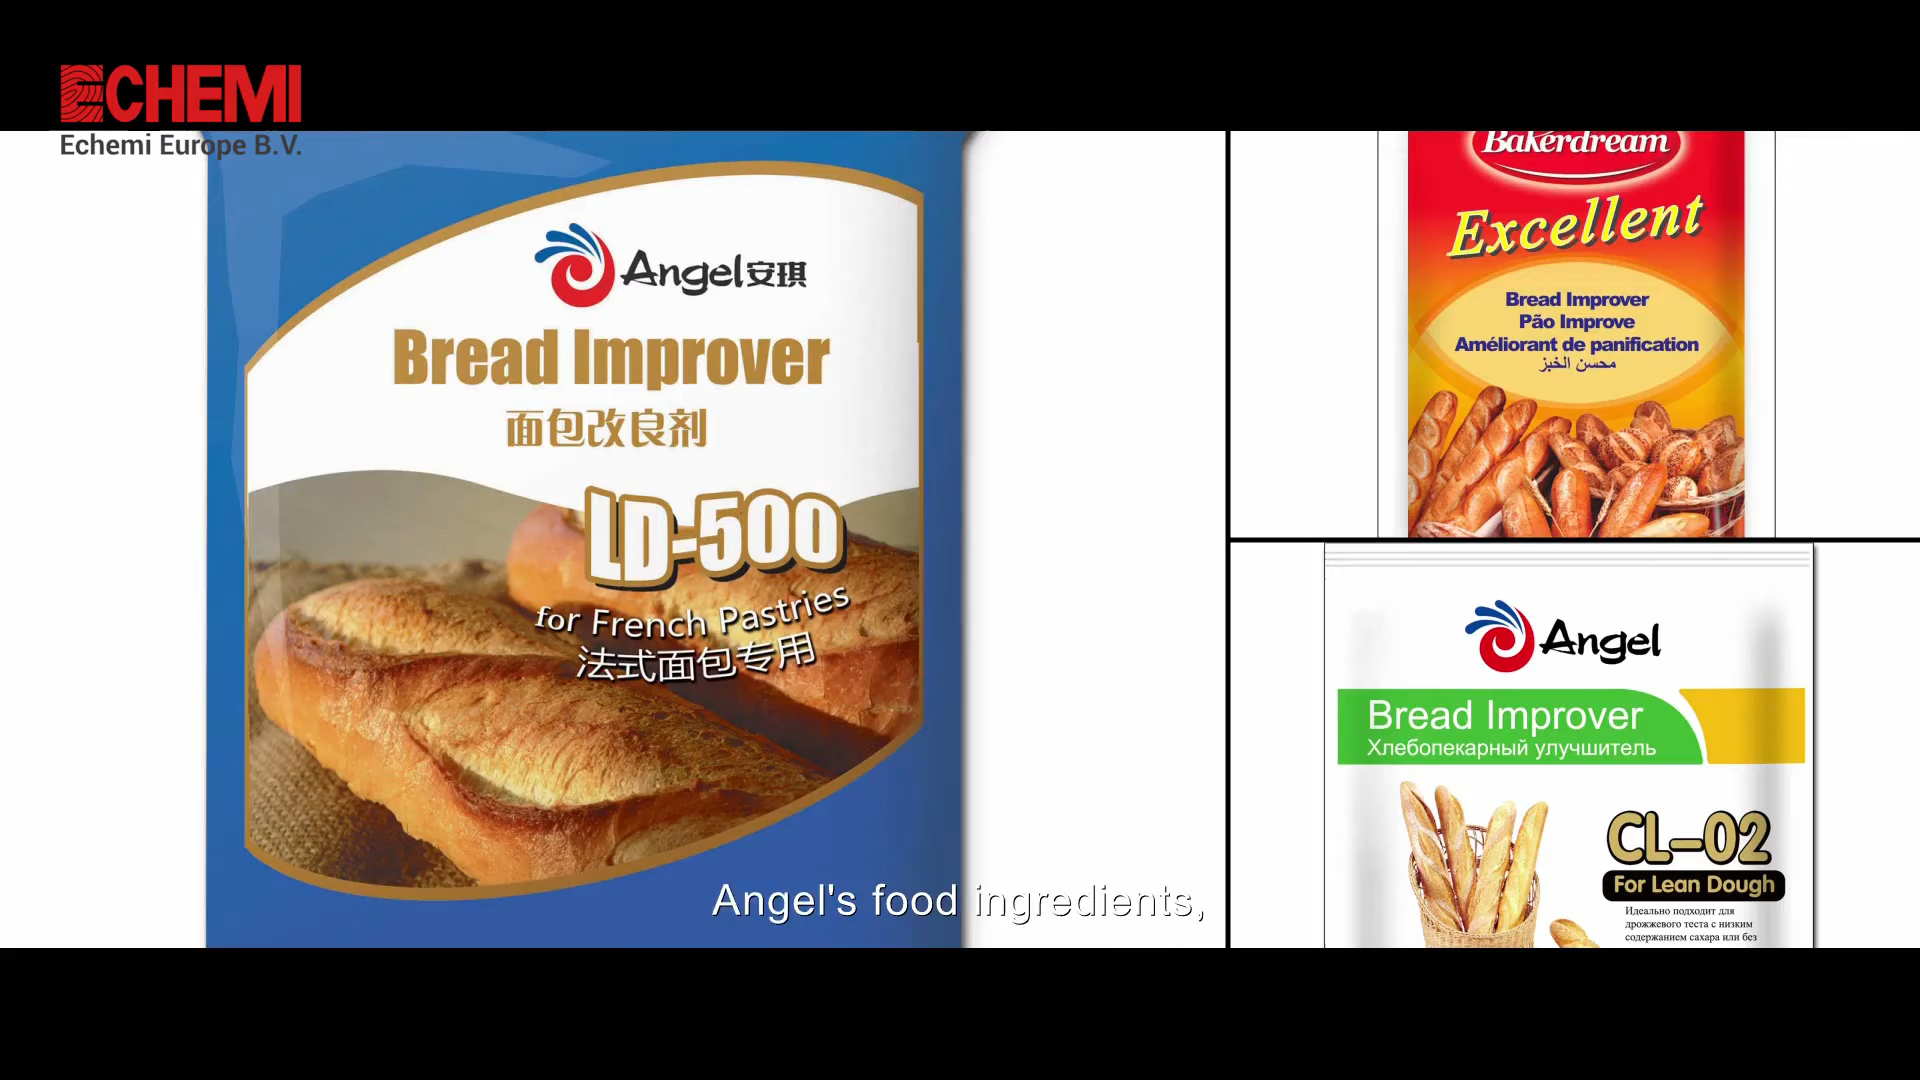 ECHEMI
Echemi Europe B.V.
Angel安琪
Bread Improver
面包改良剂
LD-500
for French Pastries
法式面包专用
Bakerdream
Excellent
Bread Improver
Pão Improve
Améliorant de panification
محسن الخبز
Angel
Bread Improver
Хлебопекарный улучшитель
CL-02
For Lean Dough
Идеально подходит для
дрожжевого теста с низким
содержанием сахара или без
Angel's food ingredients,